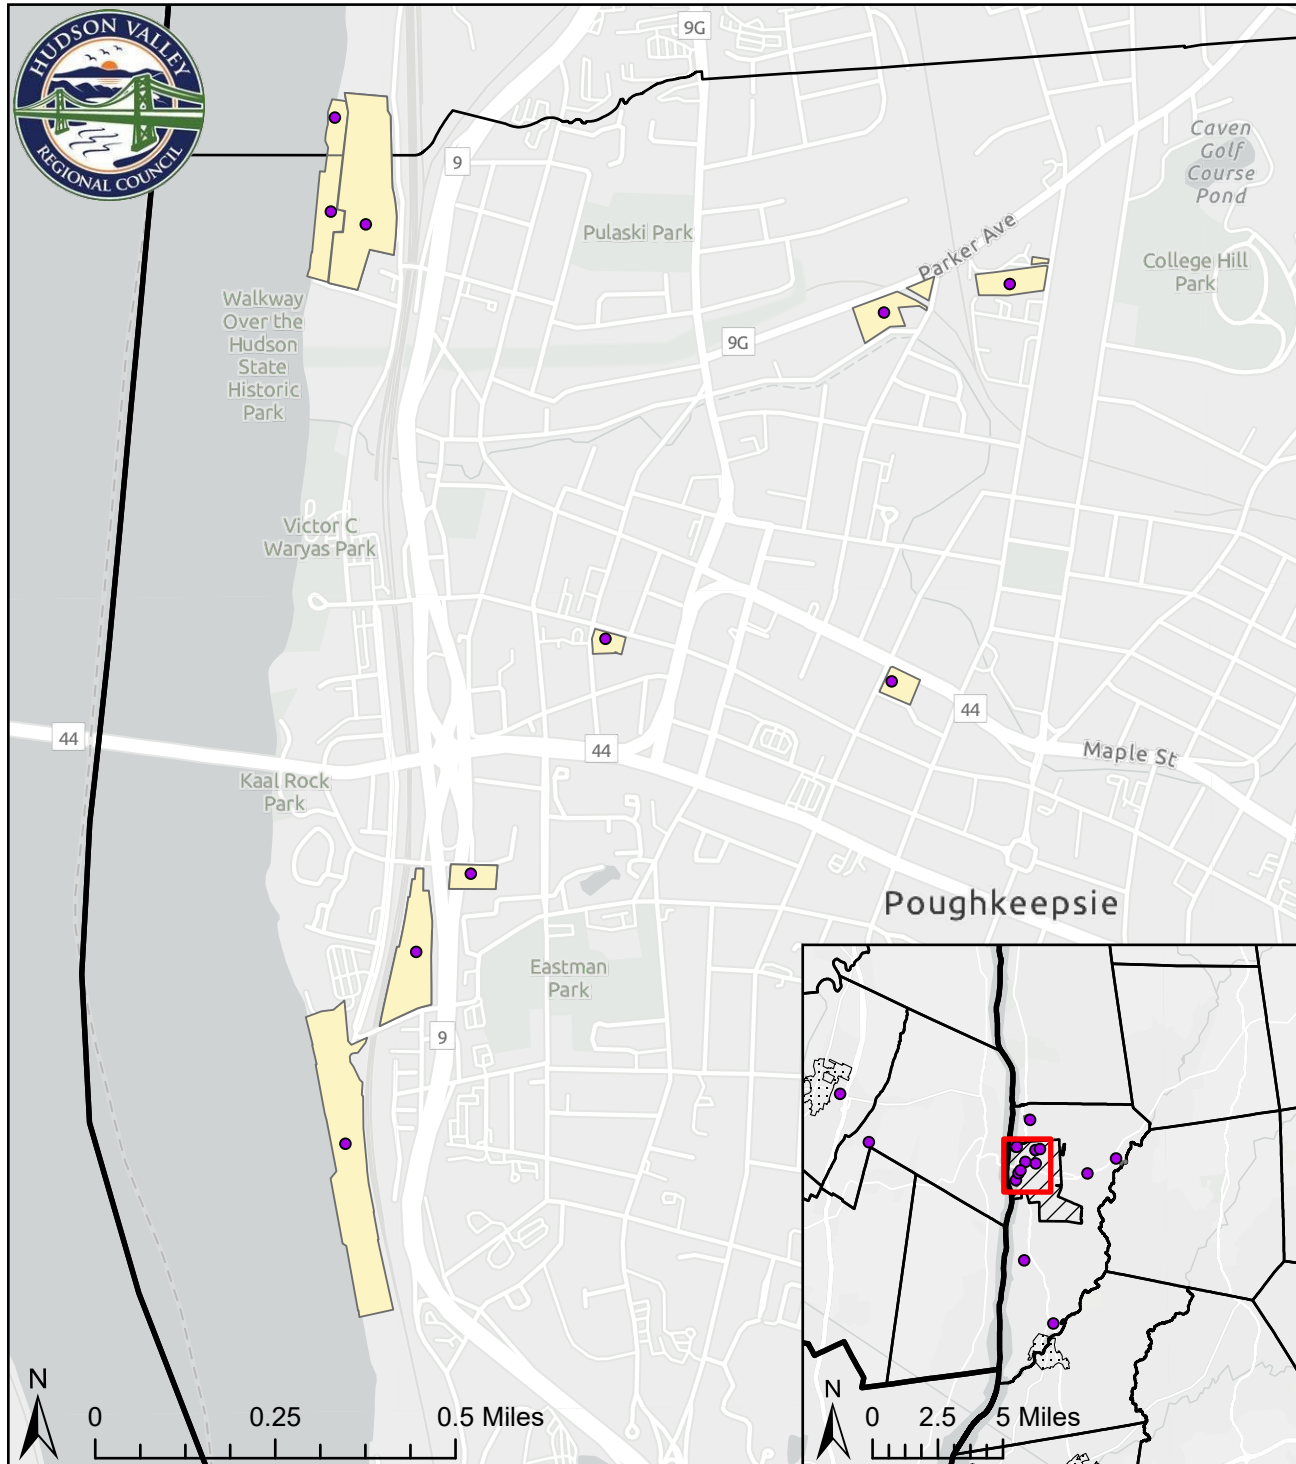 HUDSON VALLEY
REGIONAL COUNCIL
9G
9
Caven
Golf
Course
Pond
Pulaski Park
Parker Ave
College Hill
Park
Walkway
Over the
Hudson
State
Historic
Park
9G
Victor C
Waryas Park
44
44
44
Maple St
Kaal Rock
Park
Poughkeepsie
Eastman
Park
9
N
0 0.25 0.5 Miles
N
0 2.5 5 Miles